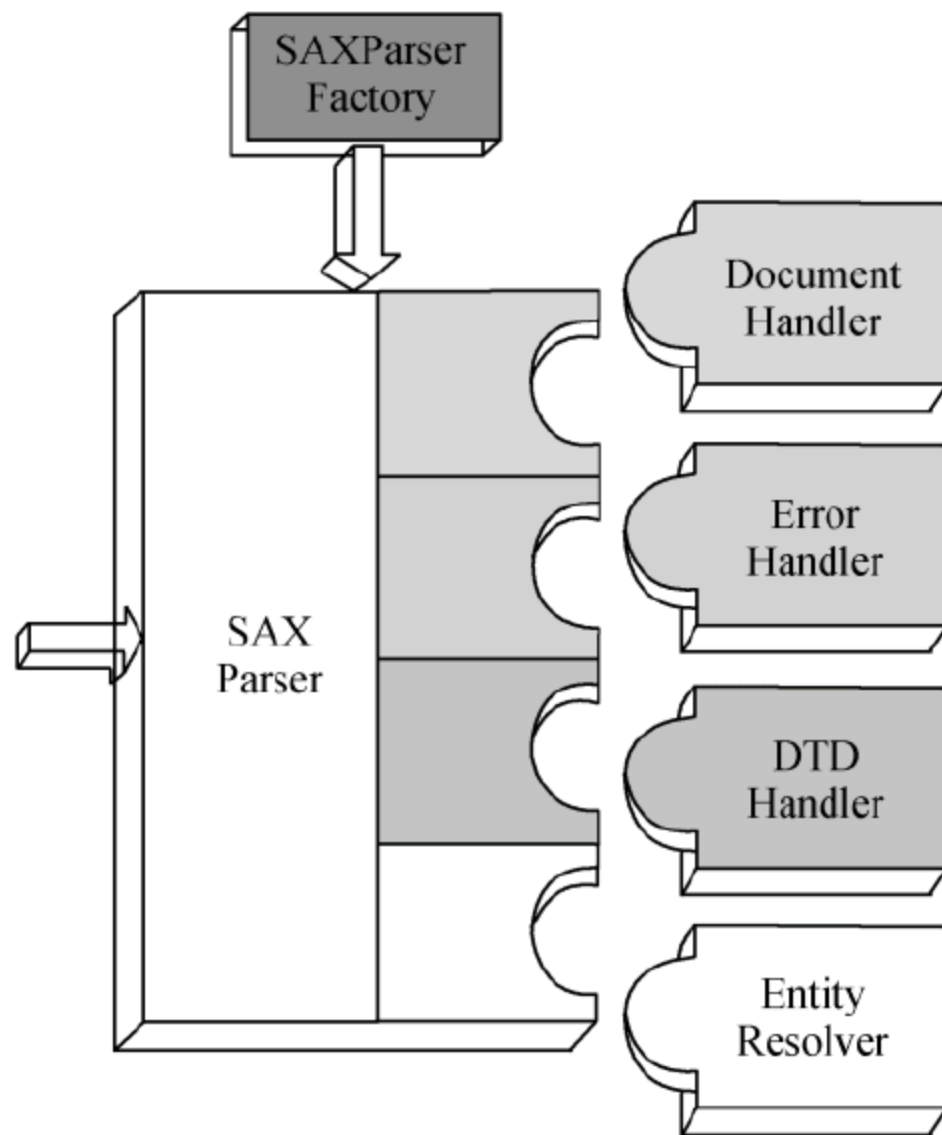 SAXParser
Factory
Document
Handler
Error
Handler
SAX
Parser
DTD
Handler
Entity
Resolver